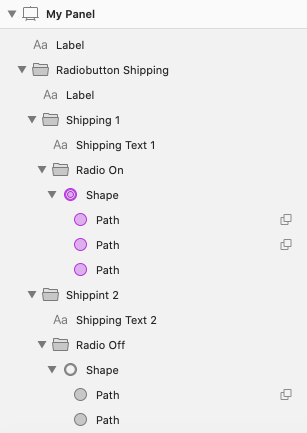 My Panel
Aa Label
Radiobutton Shipping
Aa Label
Shipping 1
Aa Shipping Text 1
Radio On
Shape
Path
Path
Path
Shippint 2
Aa Shipping Text 2
Radio Off
Shape
Path
Path